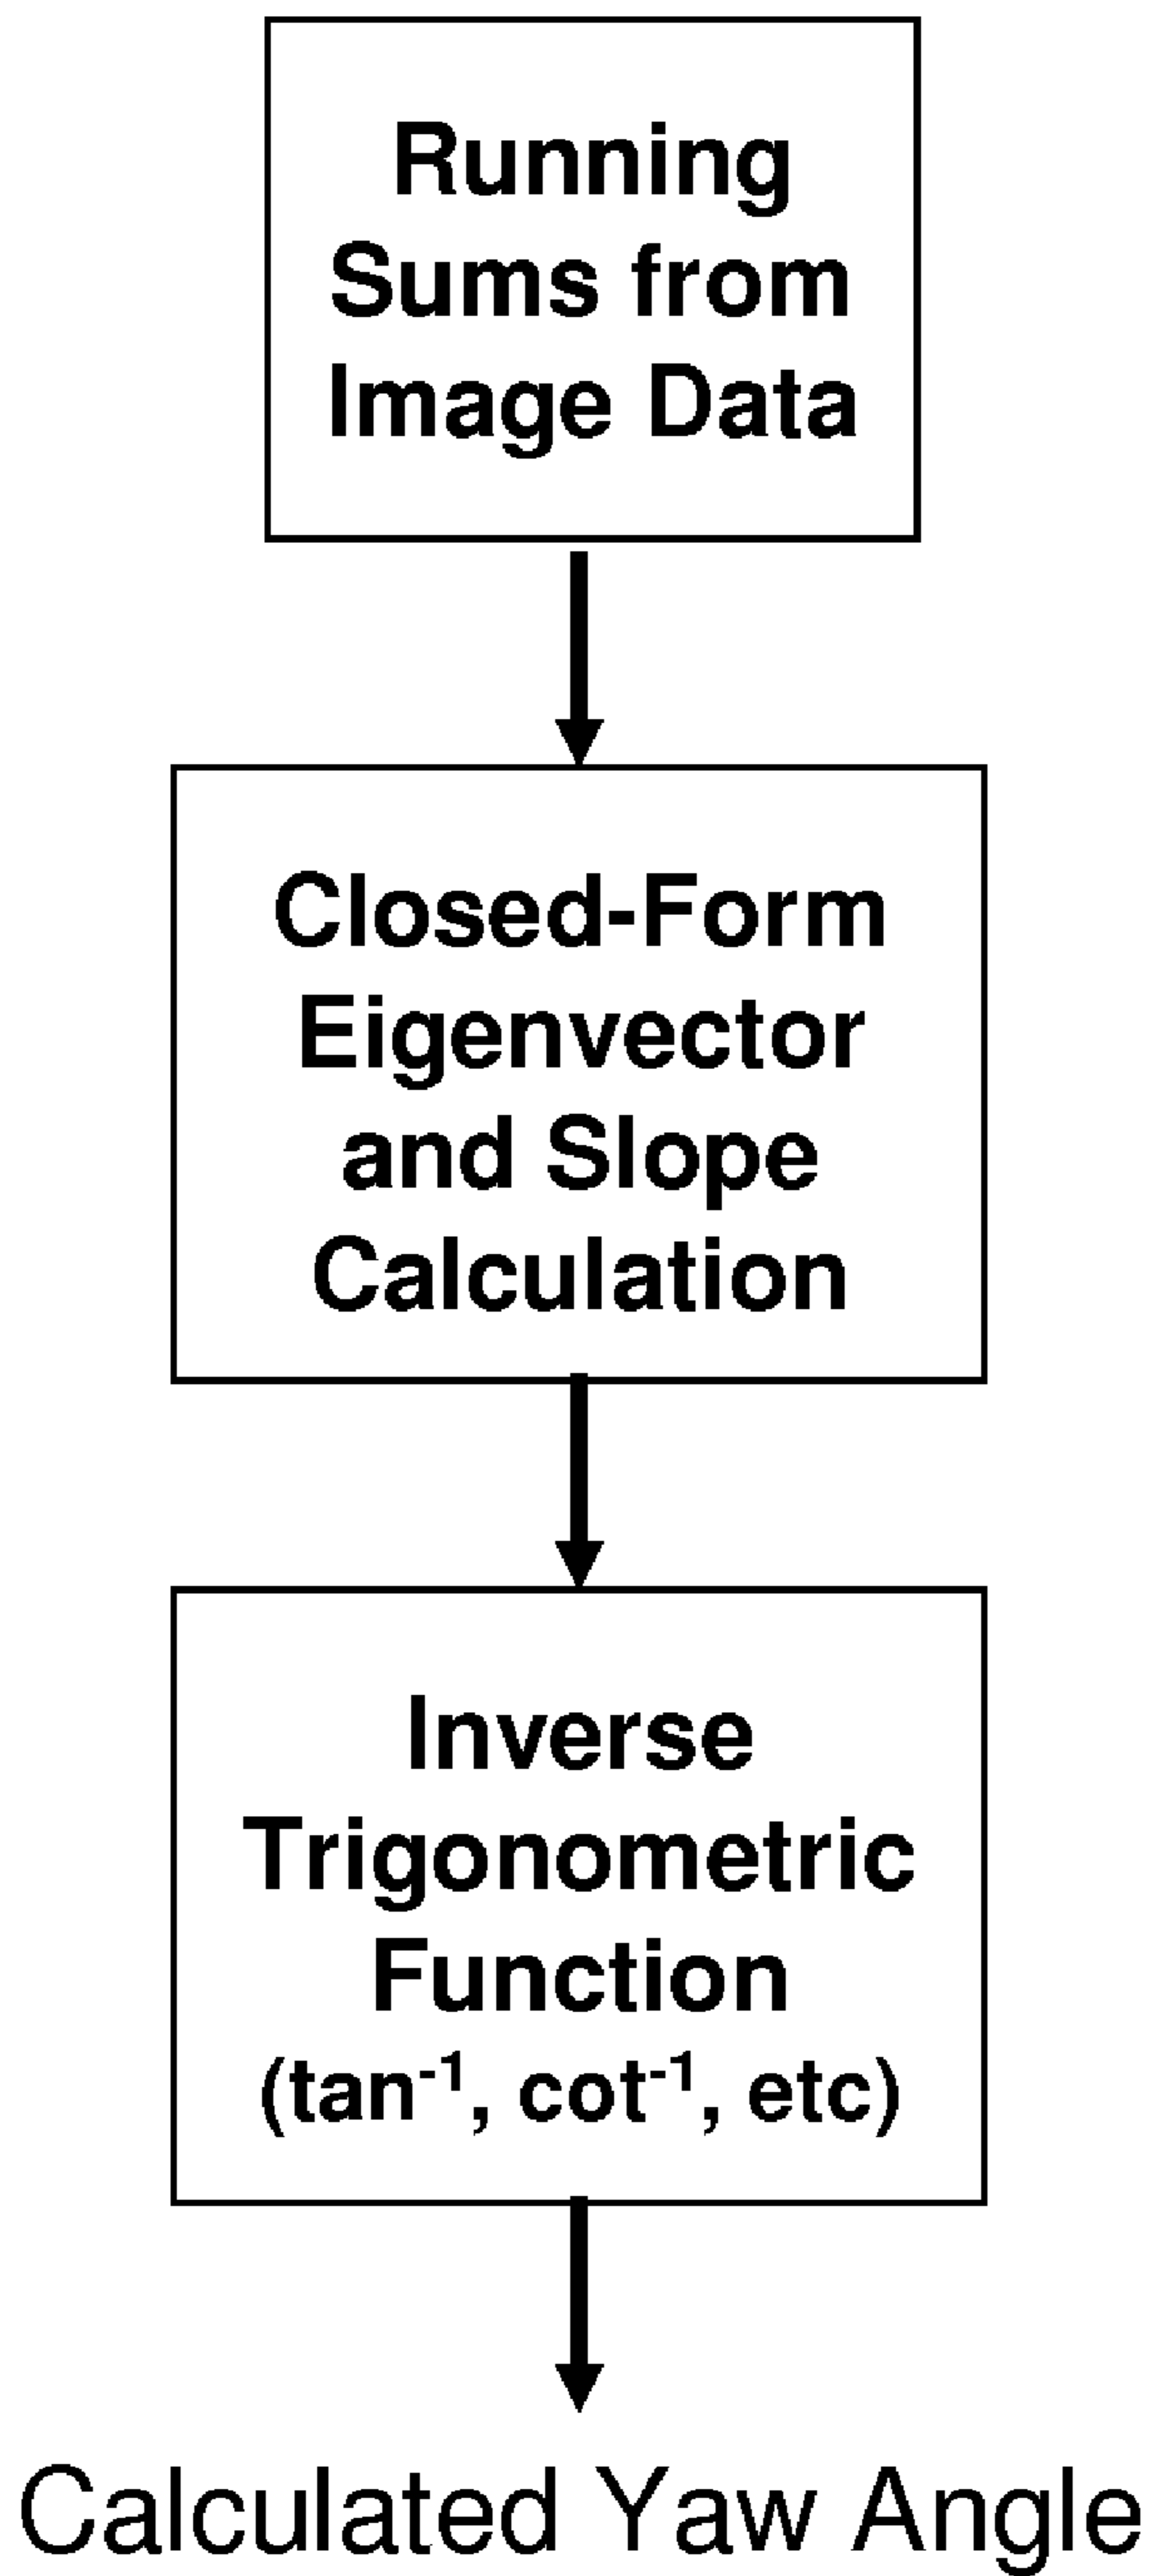 Running
Sums from
Image Data
Closed-Form
Eigenvector
and Slope
Calculation
Inverse
Trigonometric
Function
(tan⁻¹, cot⁻¹, etc)
Calculated Yaw Angle